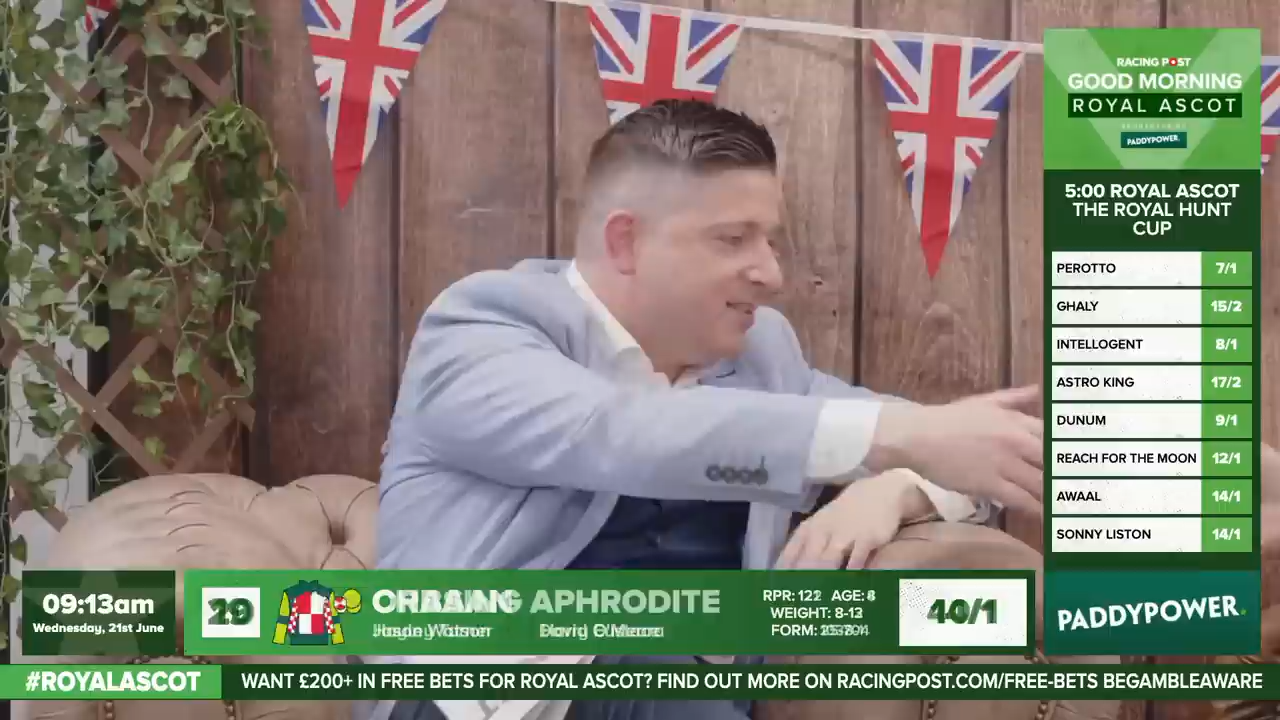 RACING POST
GOOD MORNING
ROYAL ASCOT
PADDYPOWER.
5:00 ROYAL ASCOT
THE ROYAL HUNT
CUP
PEROTTO 7/1
GHALY 15/2
INTELLOGENT 8/1
ASTRO KING 17/2
DUNUM 9/1
REACH FOR THE MOON 12/1
AWAAL 14/1
SONNY LISTON 14/1
09:13am
Wednesday, 21st June
APHRODITE
RPR: AGE:
WEIGHT:
FORM:
40/1
PADDYPOWER.
#ROYALASCOT
WANT £200+ IN FREE BETS FOR ROYAL ASCOT? FIND OUT MORE ON RACINGPOST.COM/FREE-BETS BEGAMBLEAWARE